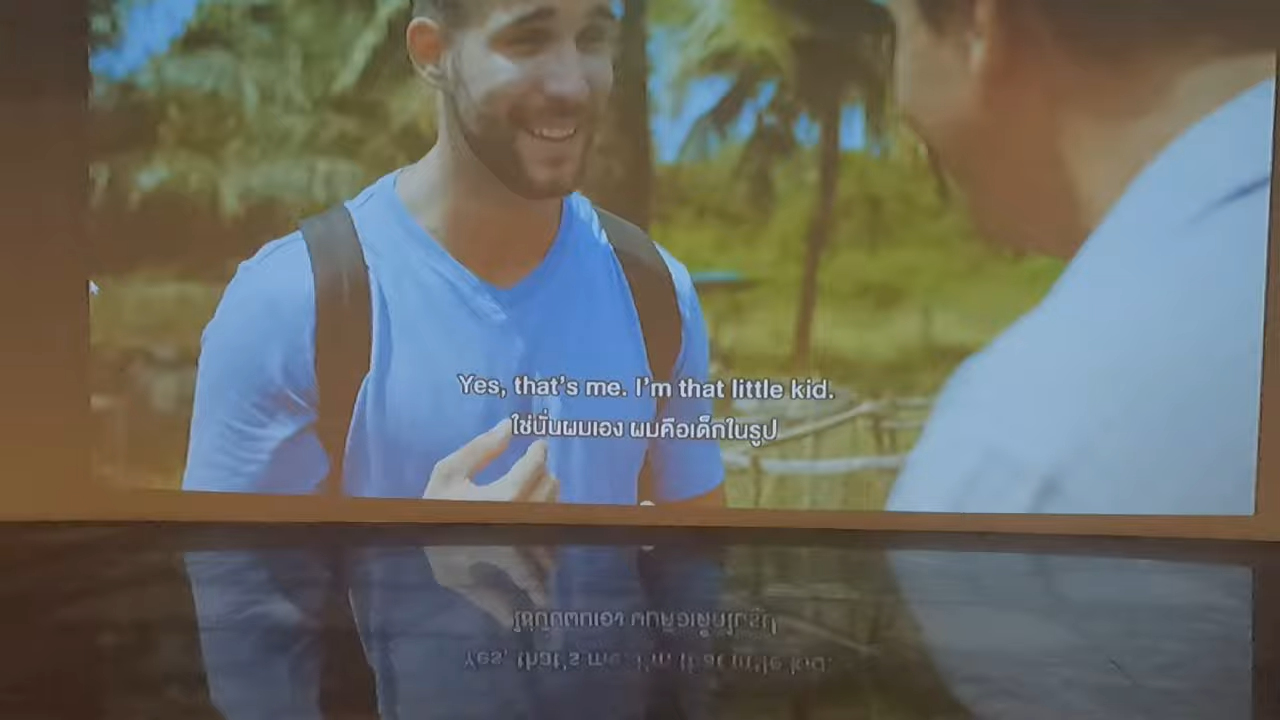 Yes, that's me. I'm that little kid.
ใช่นั่นผมเอง ผมคือเด็กในรูป